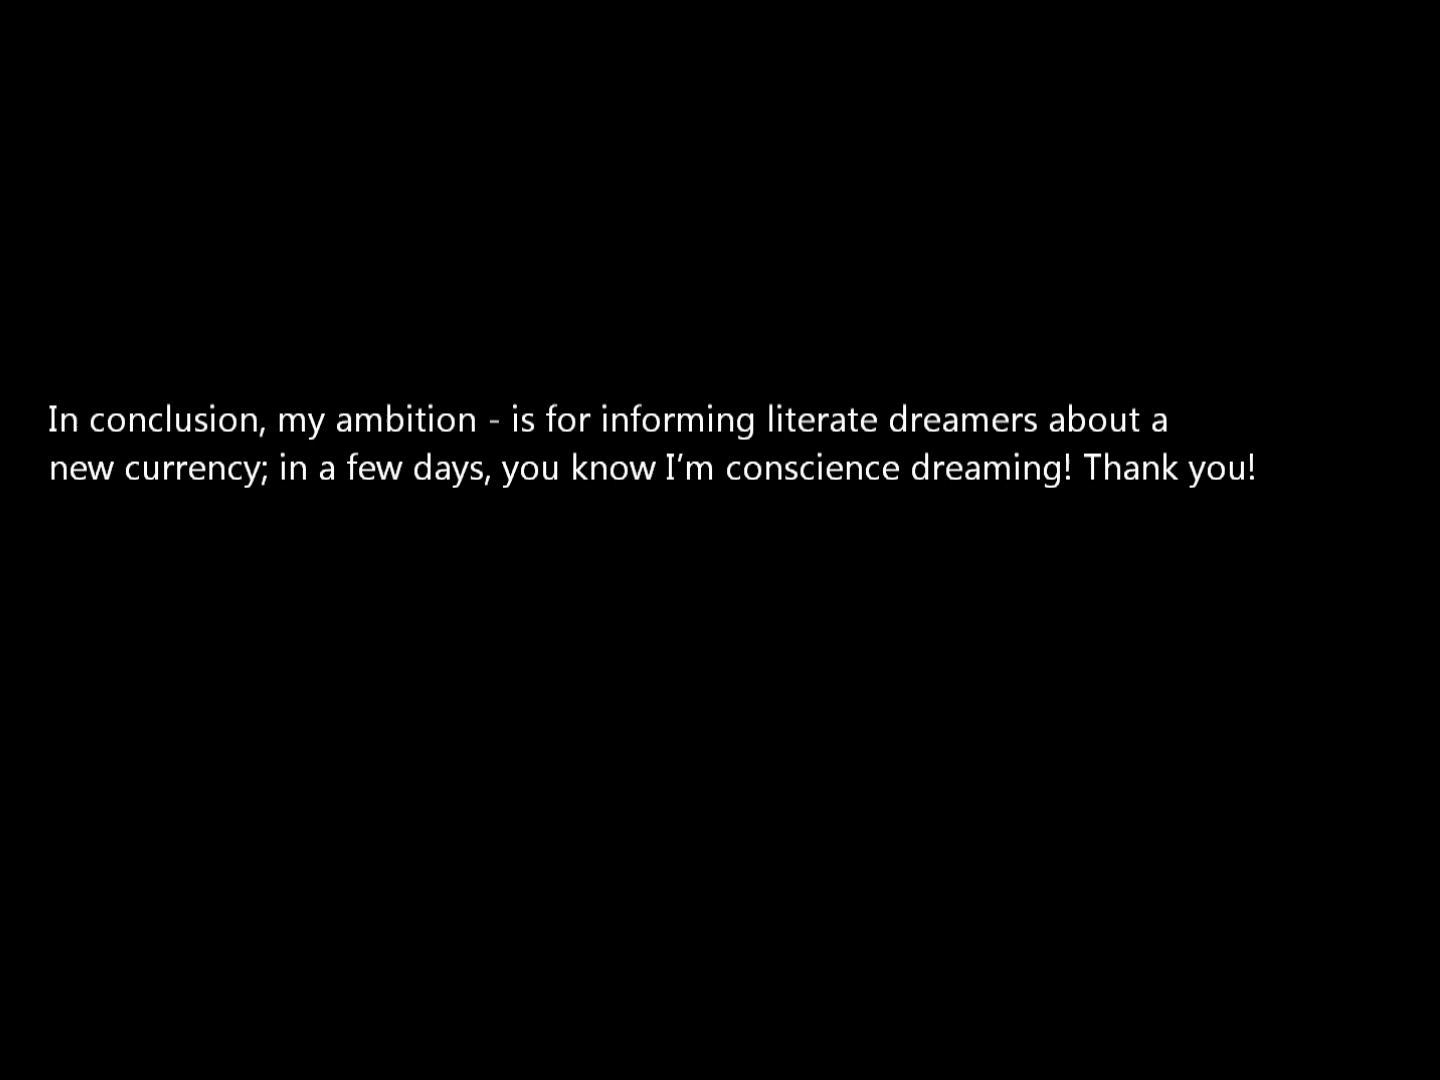 In conclusion, my ambition - is for informing literate dreamers about a
new currency; in a few days, you know I’m conscience dreaming! Thank you!